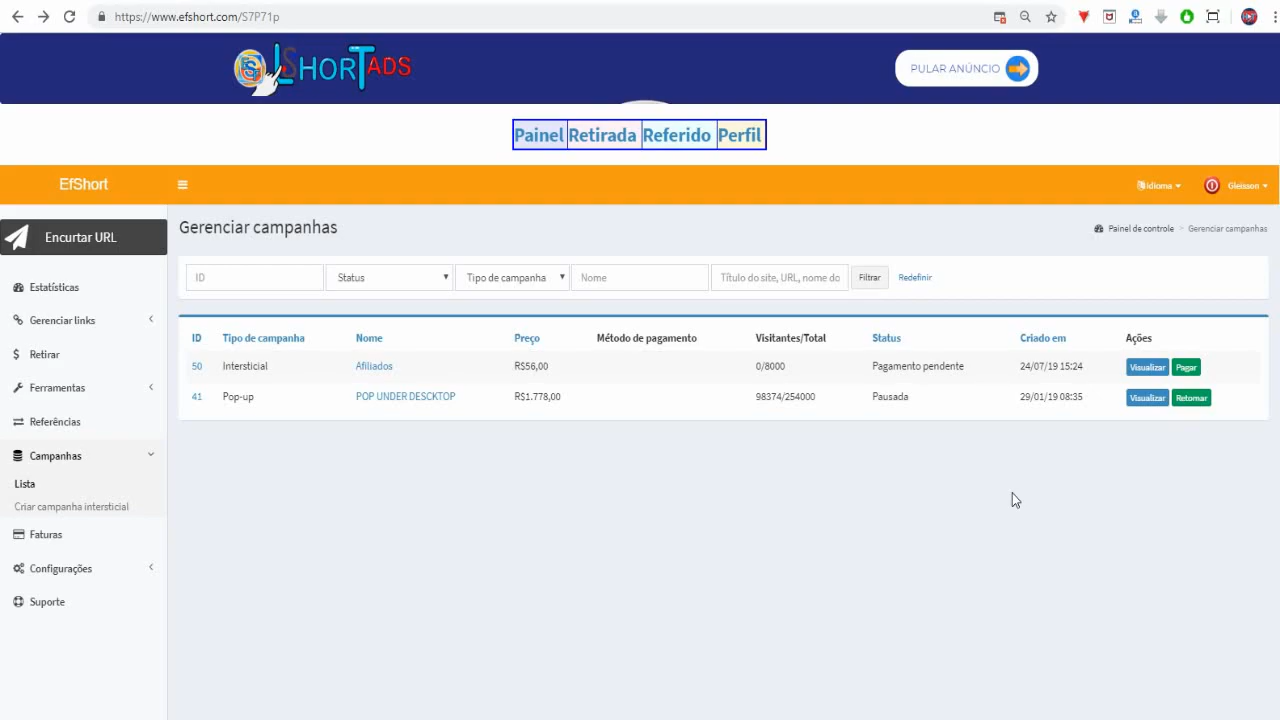 https://www.efshort.com/S7P71p
SHORTADS
PULAR ANÚNCIO
Painel Retirada Referido Perfil
EfShort
Idioma
Gleisson
Encurtar URL
Gerenciar campanhas
Painel de controle > Gerenciar campanhas
ID Status Tipo de campanha Nome Título do site, URL, nome do Filtrar Redefinir
Estatísticas
Gerenciar links
Retirar
Ferramentas
Referências
Campanhas
Lista
Criar campanha intersticial
Faturas
Configurações
Suporte
ID Tipo de campanha Nome Preço Método de pagamento Visitantes/Total Status Criado em Ações
50 Intersticial Afiliados R$56,00 0/8000 Pagamento pendente 24/07/19 15:24 Visualizar Pagar
41 Pop-up POP UNDER DESCKTOP R$1.778,00 98374/254000 Pausada 29/01/19 08:35 Visualizar Retomar